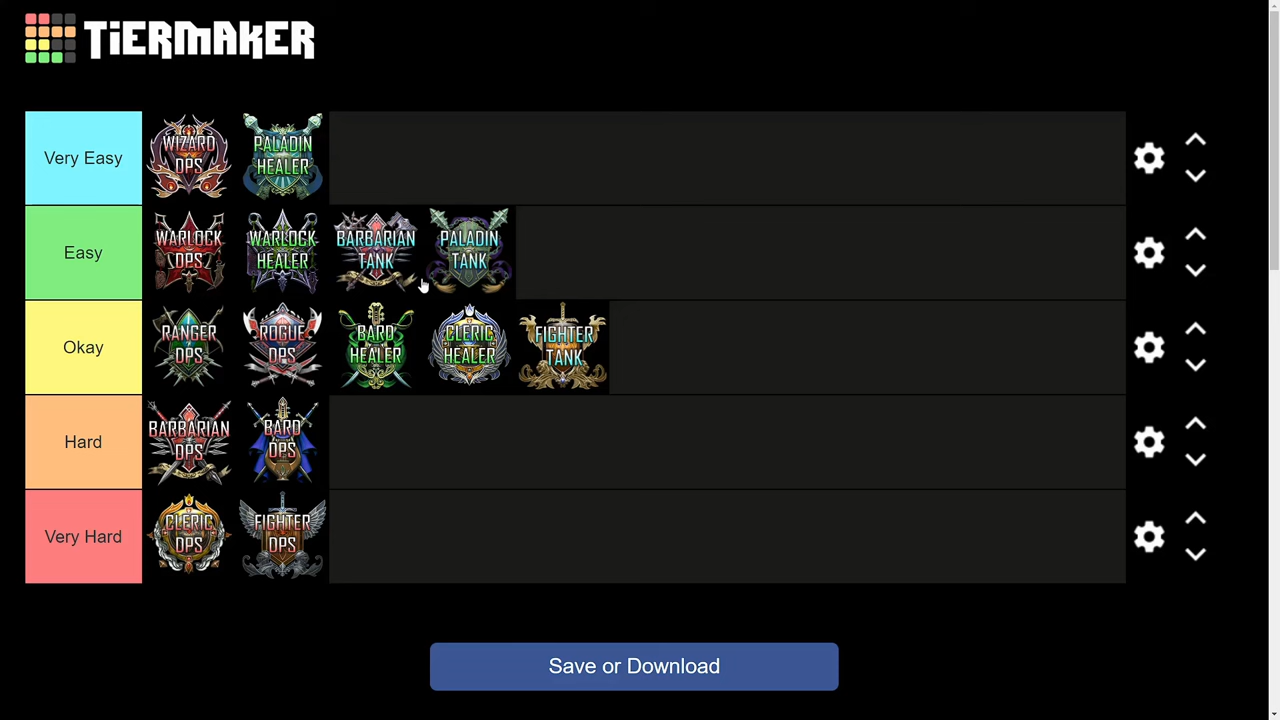 TIERMAKER
Very Easy
WIZARD
DPS
PALADIN
HEALER
Easy
WARLOCK
DPS
WARLOCK
HEALER
BARBARIAN
TANK
PALADIN
TANK
Okay
RANGER
DPS
ROGUE
DPS
BARD
HEALER
CLERIC
HEALER
FIGHTER
TANK
Hard
BARBARIAN
DPS
BARD
DPS
Very Hard
CLERIC
DPS
FIGHTER
DPS
Save or Download